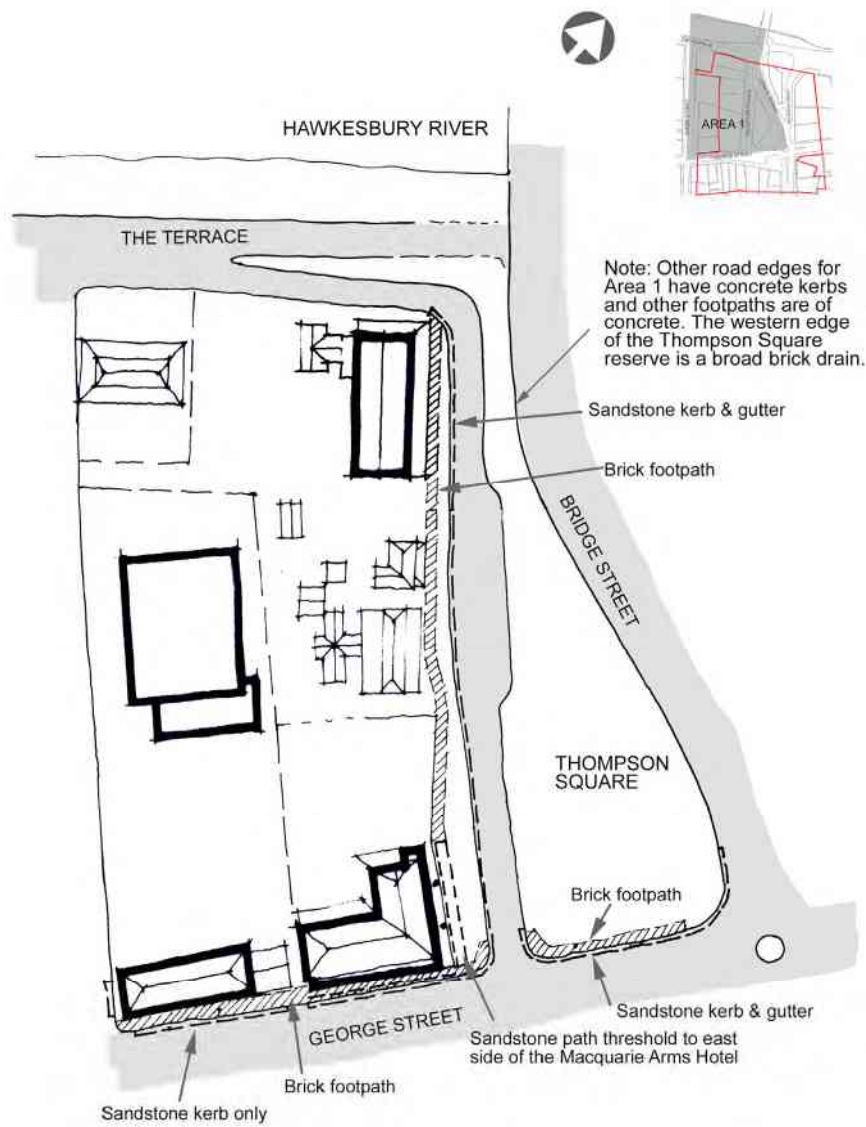 AREA 1
HAWKESBURY RIVER
THE TERRACE
Note: Other road edges for
Area 1 have concrete kerbs
and other footpaths are of
concrete. The western edge
of the Thompson Square
reserve is a broad brick drain.
Sandstone kerb & gutter
Brick footpath
BRIDGE STREET
THOMPSON
SQUARE
Brick footpath
Sandstone kerb & gutter
GEORGE STREET
Sandstone path threshold to east
side of the Macquarie Arms Hotel
Brick footpath
Sandstone kerb only